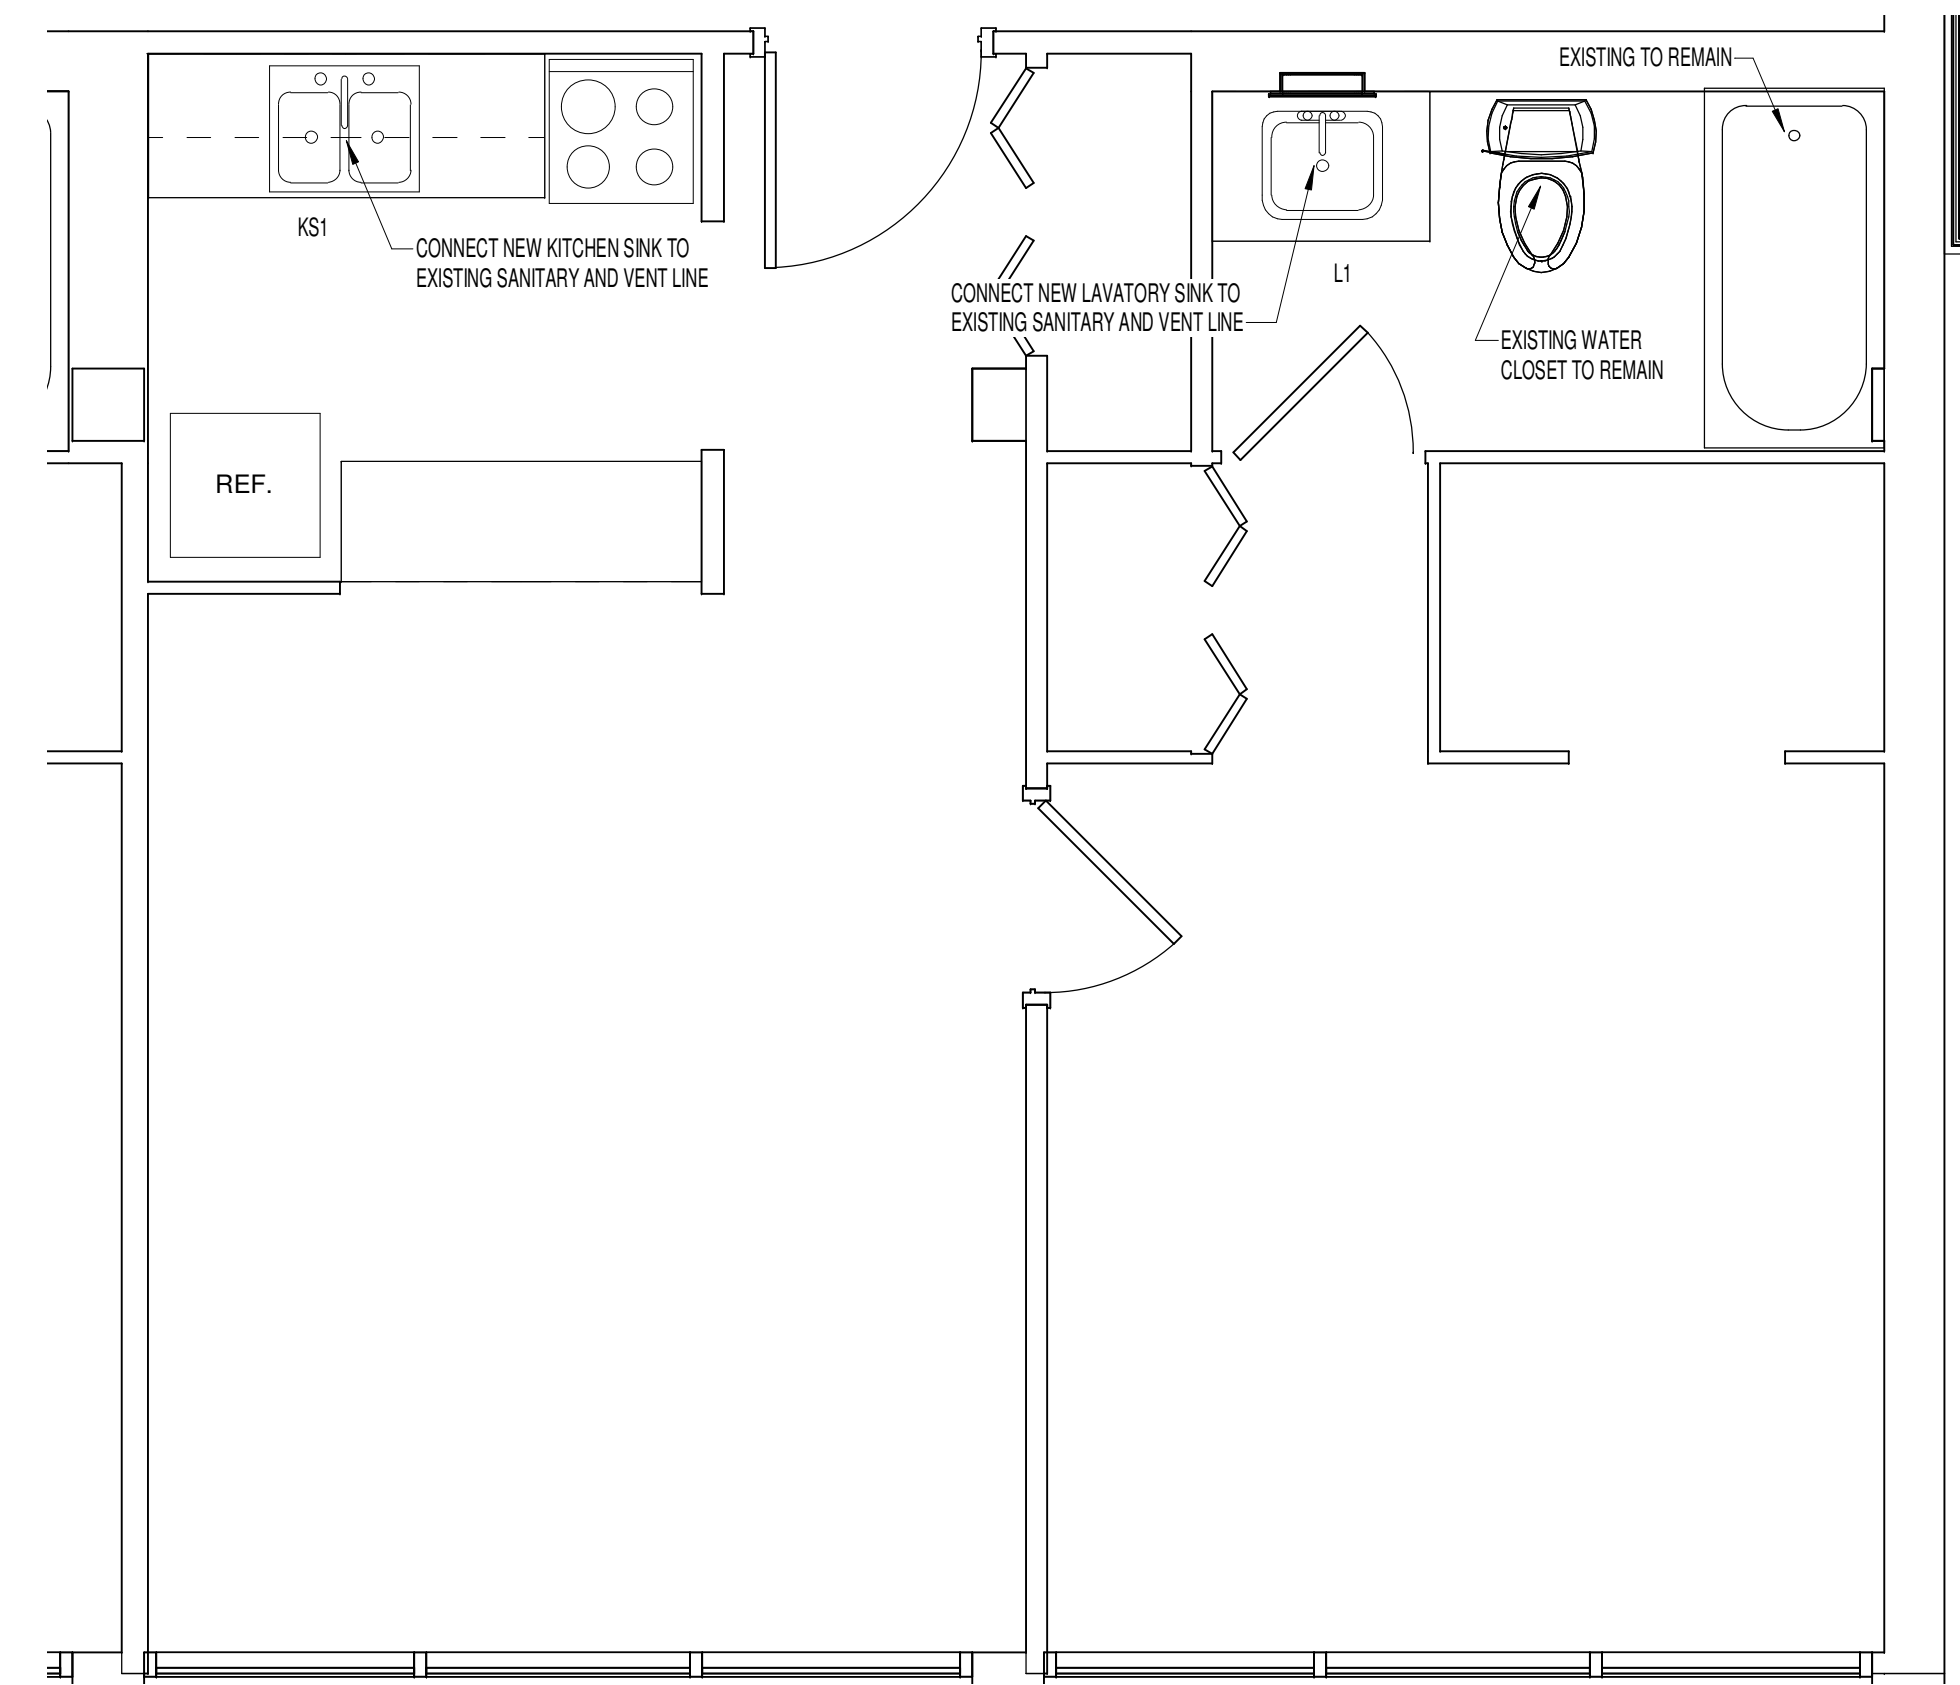 EXISTING TO REMAIN
KS1
CONNECT NEW KITCHEN SINK TO
EXISTING SANITARY AND VENT LINE
L1
CONNECT NEW LAVATORY SINK TO
EXISTING SANITARY AND VENT LINE
EXISTING WATER
CLOSET TO REMAIN
REF.